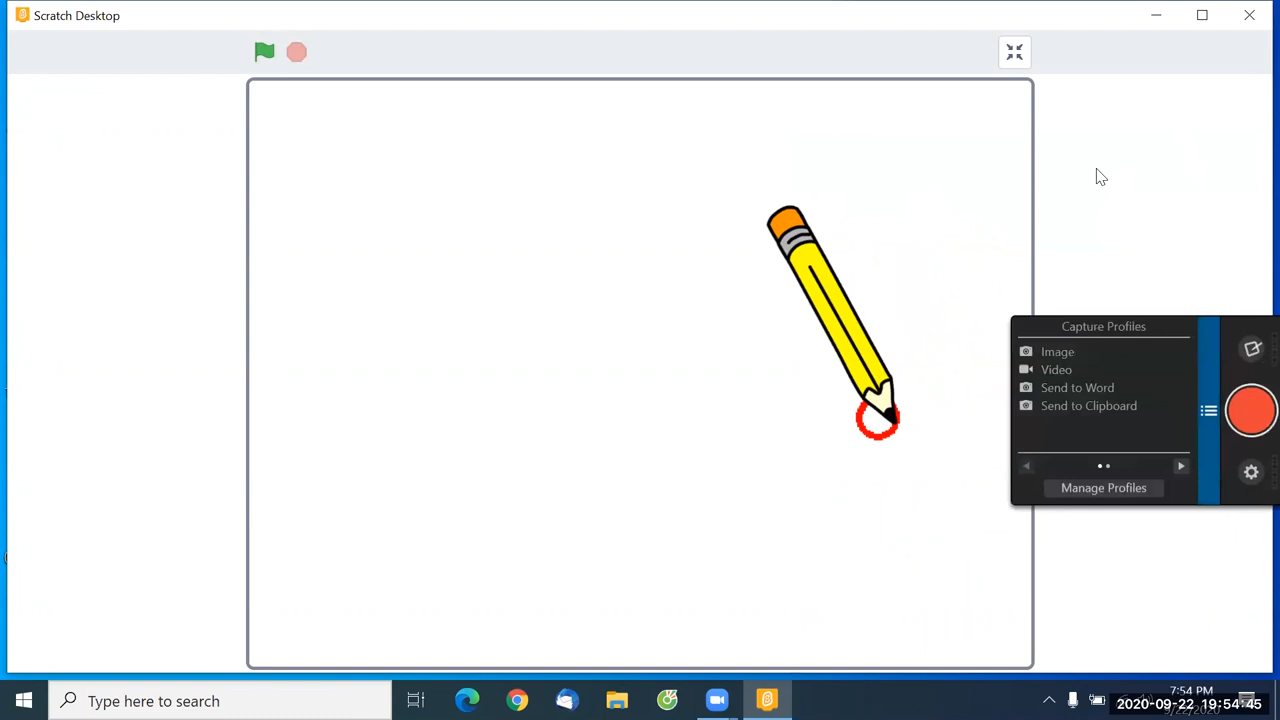 Scratch Desktop
Capture Profiles
Image
Video
Send to Word
Send to Clipboard
Manage Profiles
Type here to search
7:54 PM
2020-09-22 19:54:45